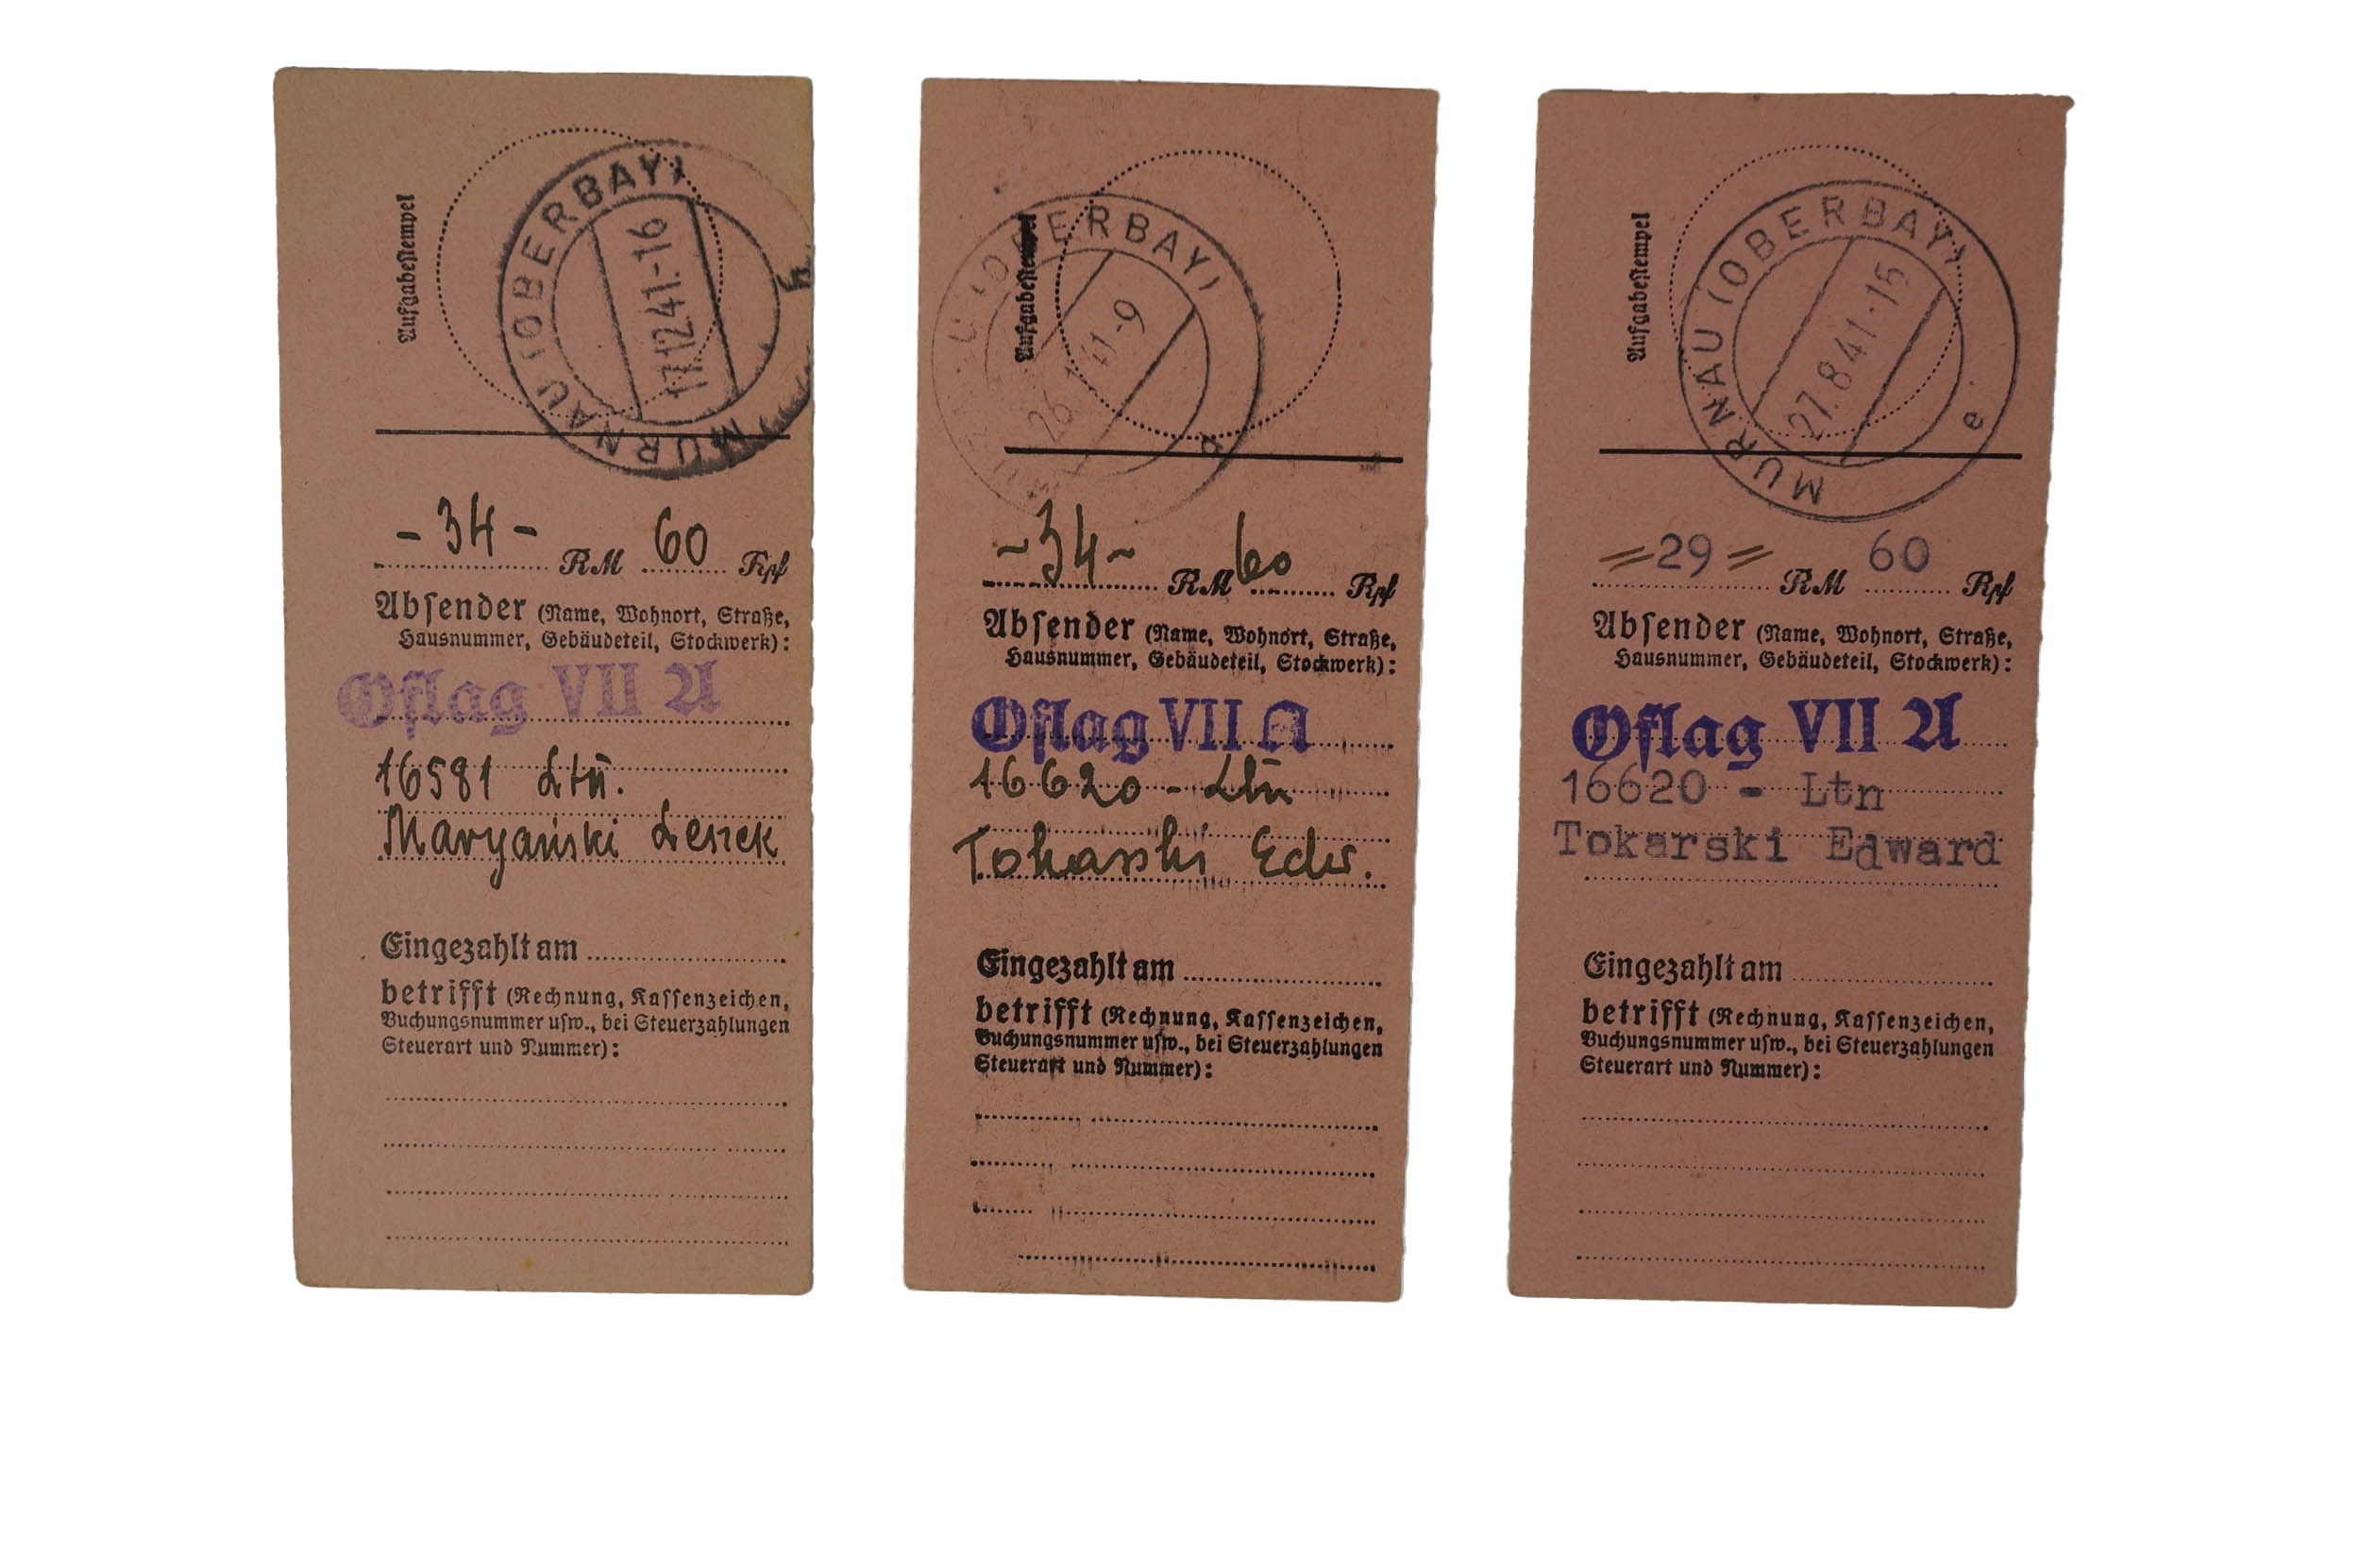 Aufgabestempel
MURNAU (OBERBAY)
17.12.41.-16
h
- 34 - RM 60 Rpf
Absender (Name, Wohnort, Straße,
Hausnummer, Gebäudeteil, Stockwerk):
Oflag VII A
16581 Ltn.
Maryański Leszek
Eingezahlt am
betrifft (Rechnung, Kassenzeichen,
Buchungsnummer usw., bei Steuerzahlungen
Steuerart und Nummer):
Aufgabestempel
(OBERBAY)
26 41-9
- 34 - RM 60 Rpf
Absender (Name, Wohnort, Straße,
Hausnummer, Gebäudeteil, Stockwerk):
Oflag VII A
16620 - Ltn
Tokarski Edw.
Eingezahlt am
betrifft (Rechnung, Kassenzeichen,
Buchungsnummer usw., bei Steuerzahlungen
Steuerart und Nummer):
Aufgabestempel
MURNAU (OBERBAY)
27.8.41-15
e
= 29 = RM 60 Rpf
Absender (Name, Wohnort, Straße,
Hausnummer, Gebäudeteil, Stockwerk):
Oflag VII A
16620 - Ltn
Tokarski Edward
Eingezahlt am
betrifft (Rechnung, Kassenzeichen,
Buchungsnummer usw., bei Steuerzahlungen
Steuerart und Nummer):